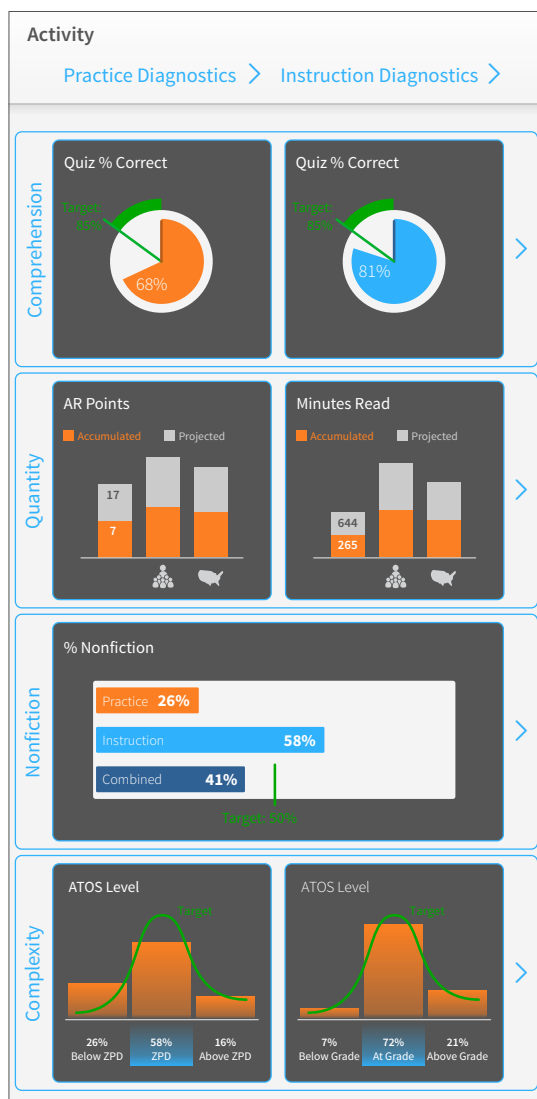 Activity
Practice Diagnostics
Instruction Diagnostics
Comprehension
Quiz % Correct
Target:
85%
68%
Quiz % Correct
Target:
85%
81%
Quantity
AR Points
Accumulated
Projected
17
7
Minutes Read
Accumulated
Projected
644
265
Nonfiction
% Nonfiction
Practice 26%
Instruction 58%
Combined 41%
Target: 50%
Complexity
ATOS Level
Target
26%
Below ZPD
58%
ZPD
16%
Above ZPD
ATOS Level
Target
7%
Below Grade
72%
At Grade
21%
Above Grade